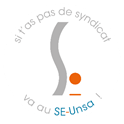 si t'as pas de syndicat
va au SE-Unsa !